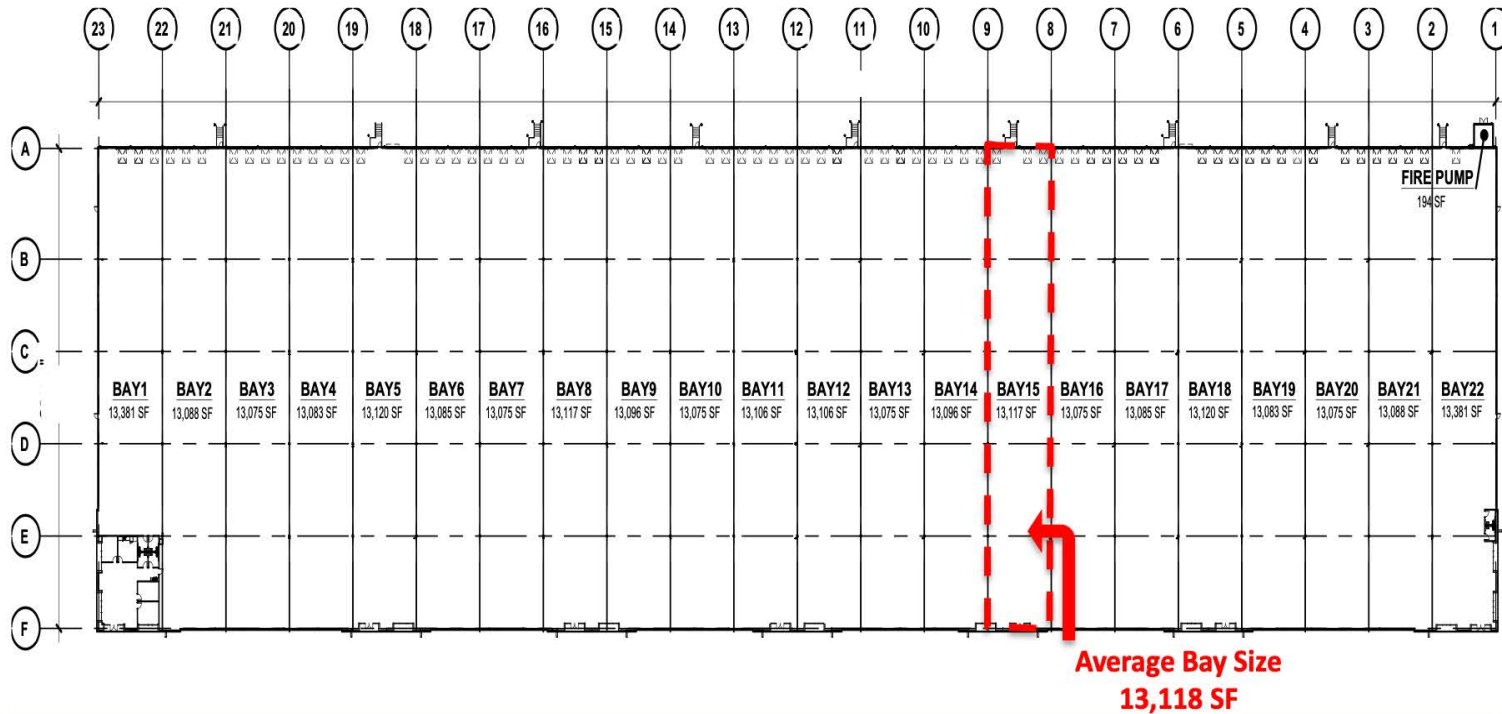 23 22 21 20 19 18 17 16 15 14 13 12 11 10 9 8 7 6 5 4 3 2 1
A
FIRE PUMP
194 SF
B
C
BAY1 BAY2 BAY3 BAY4 BAY5 BAY6 BAY7 BAY8 BAY9 BAY10 BAY11 BAY12 BAY13 BAY14 BAY15 BAY16 BAY17 BAY18 BAY19 BAY20 BAY21 BAY22
13,381 SF 13,088 SF 13,075 SF 13,083 SF 13,120 SF 13,085 SF 13,075 SF 13,117 SF 13,096 SF 13,075 SF 13,106 SF 13,106 SF 13,075 SF 13,096 SF 13,117 SF 13,075 SF 13,085 SF 13,120 SF 13,083 SF 13,075 SF 13,088 SF 13,381 SF
D
E
F
Average Bay Size
13,118 SF